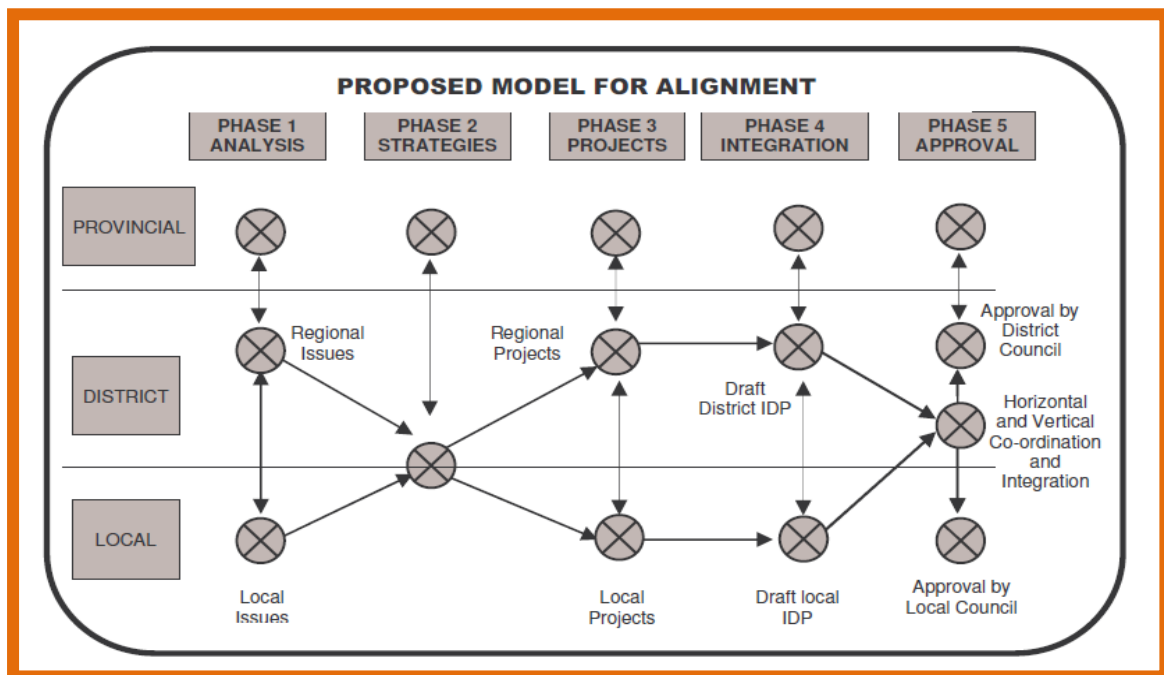 PROPOSED MODEL FOR ALIGNMENT
PHASE 1
ANALYSIS
PHASE 2
STRATEGIES
PHASE 3
PROJECTS
PHASE 4
INTEGRATION
PHASE 5
APPROVAL
PROVINCIAL
DISTRICT
LOCAL
Regional
Issues
Regional
Projects
Draft
District IDP
Approval by
District
Council
Horizontal
and Vertical
Co-ordination
and
Integration
Local
Issues
Local
Projects
Draft local
IDP
Approval by
Local Council